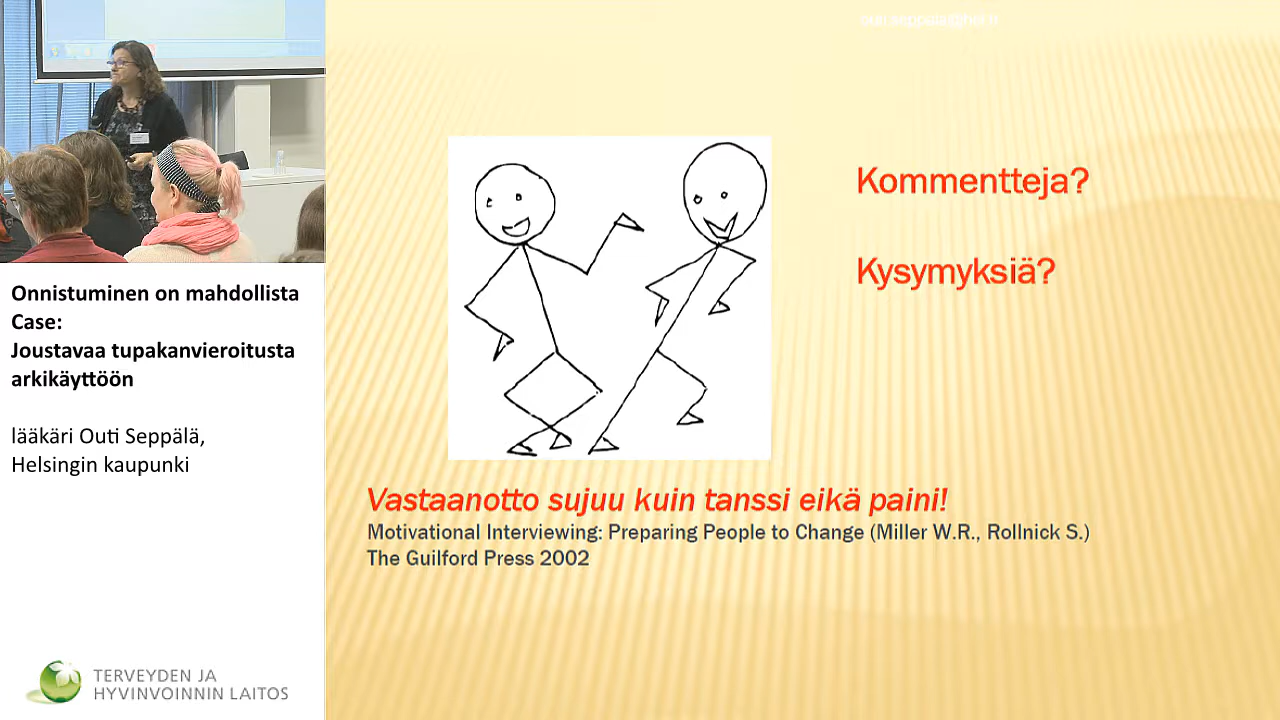 Onnistuminen on mahdollista
Case:
Joustavaa tupakanvieroitusta
arkikäyttöön
lääkäri Outi Seppälä,
Helsingin kaupunki
TERVEYDEN JA
HYVINVOINNIN LAITOS
Kommentteja?
Kysymyksiä?
Vastaanotto sujuu kuin tanssi eikä paini!
Motivational Interviewing: Preparing People to Change (Miller W.R., Rollnick S.)
The Guilford Press 2002